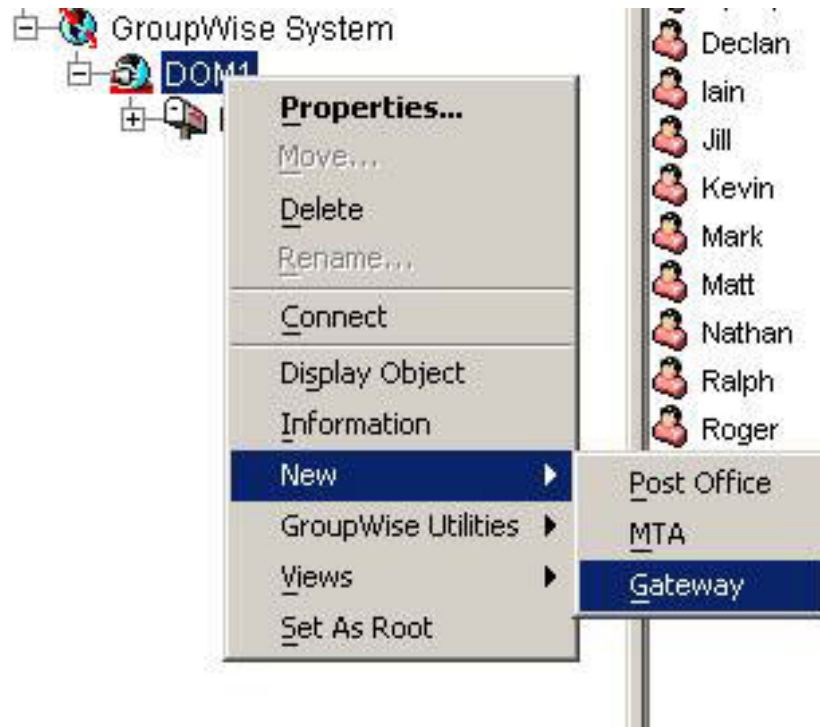 GroupWise System
DOM1
Properties...
Move...
Delete
Rename...
Connect
Display Object
Information
New
GroupWise Utilities
Views
Set As Root
Post Office
MTA
Gateway
Declan
Iain
Jill
Kevin
Mark
Matt
Nathan
Ralph
Roger